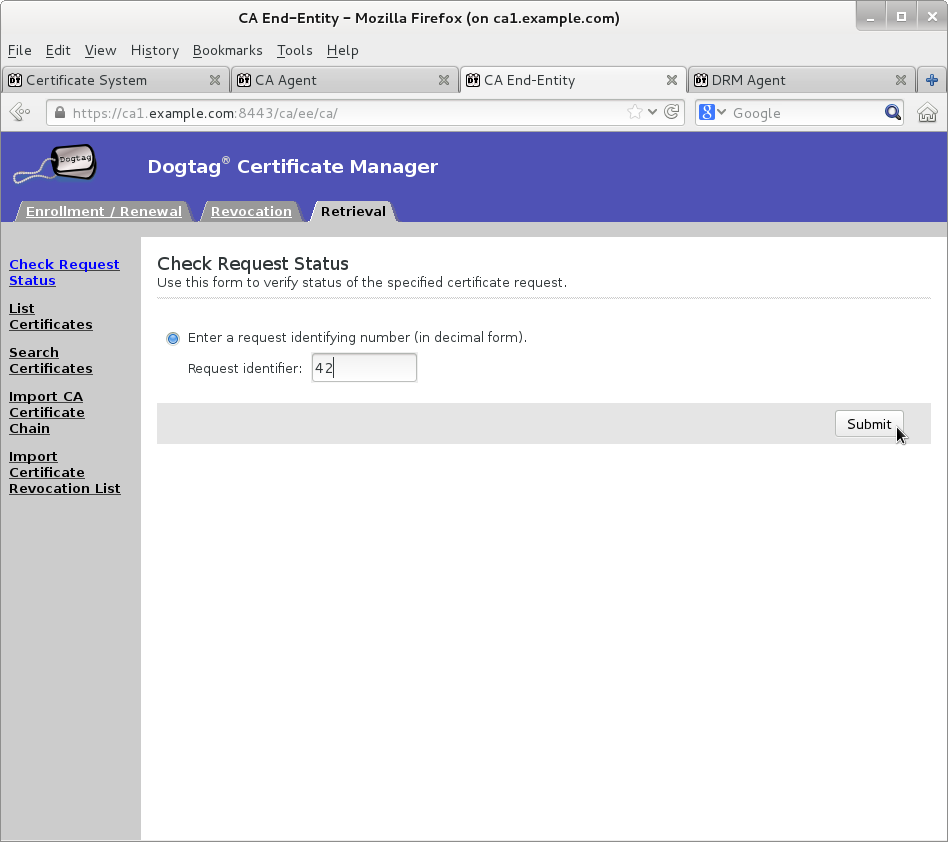 CA End-Entity - Mozilla Firefox (on ca1.example.com)
File Edit View History Bookmarks Tools Help
Certificate System CA Agent CA End-Entity DRM Agent
https://ca1.example.com:8443/ca/ee/ca/ 8 Google
Dogtag
Dogtag® Certificate Manager
Enrollment / Renewal Revocation Retrieval
Check Request
Status
List
Certificates
Search
Certificates
Import CA
Certificate
Chain
Import
Certificate
Revocation List
Check Request Status
Use this form to verify status of the specified certificate request.
Enter a request identifying number (in decimal form).
Request identifier: 42
Submit